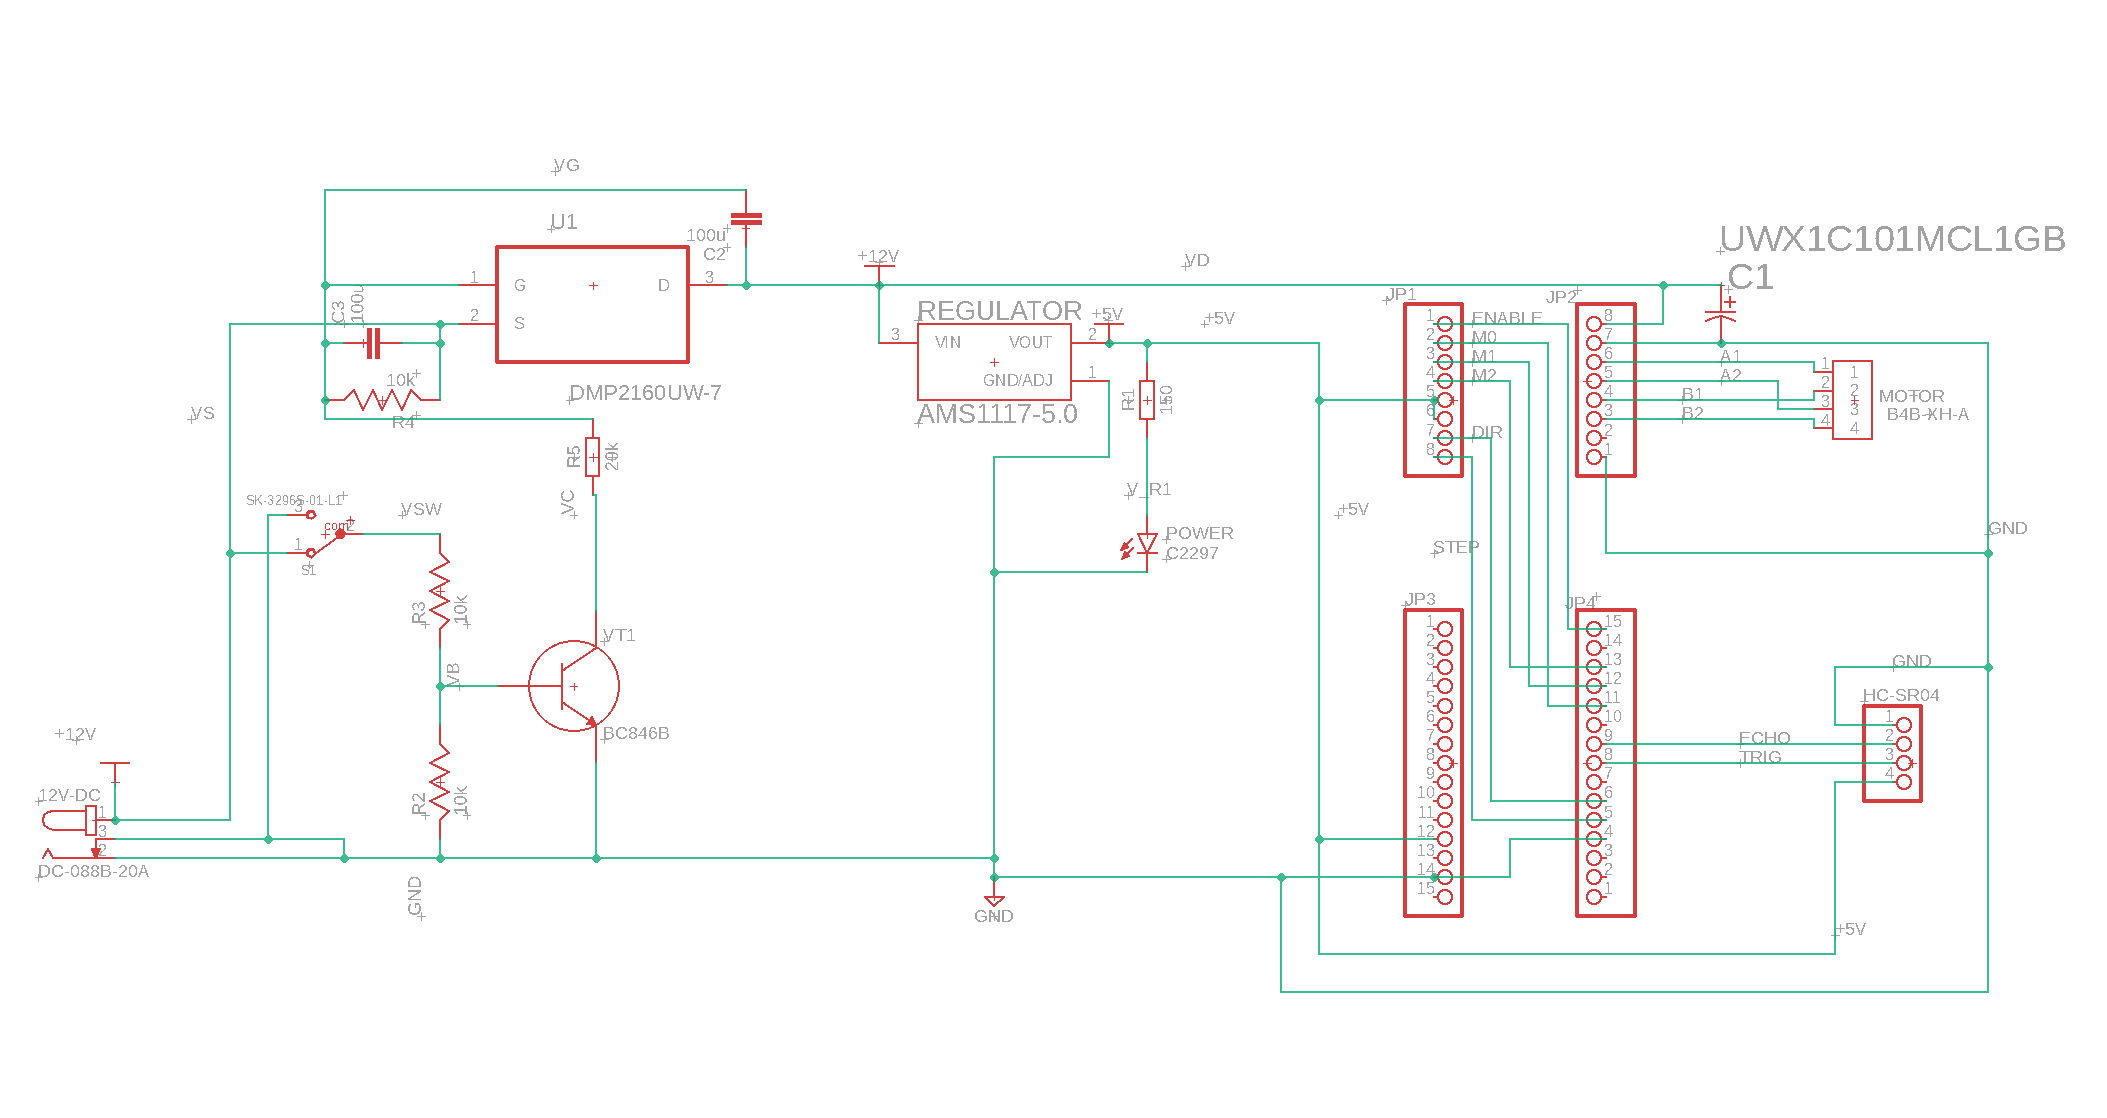 VG
U1
100u
C2
+12V
VD
UWX1C101MCL1GB
C1
1
G
D
3
2
S
C3
100u
10k
R4
DMP2160UW-7
VS
REGULATOR
+5V
3
VIN
VOUT
2
GND/ADJ
1
AMS1117-5.0
+5V
R1
150
V_R1
POWER
C2297
+5V
JP1
1
2
3
4
5
6
7
8
ENABLE
M0
M1
M2
DIR
STEP
JP2
8
7
6
5
4
3
2
1
A1
A2
B1
B2
1
2
3
4
1
2
3
4
MOTOR
B4B-XH-A
GND
R5
20k
VC
SK-3296S-01-L1
3
com
2
1
S1
VSW
R3
10k
VB
VT1
BC846B
R2
10k
+12V
12V-DC
1
3
2
DC-088B-20A
GND
GND
JP3
1
2
3
4
5
6
7
8
9
10
11
12
13
14
15
JP4
15
14
13
12
11
10
9
8
7
6
5
4
3
2
1
GND
HC-SR04
1
2
3
4
ECHO
TRIG
+5V